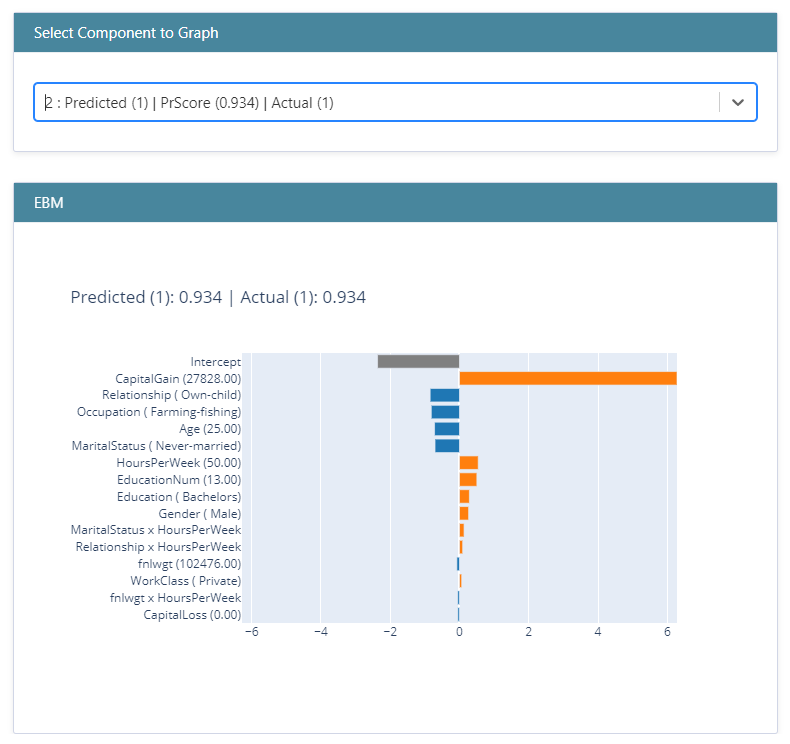 Select Component to Graph
2 : Predicted (1) | PrScore (0.934) | Actual (1)
EBM
Predicted (1): 0.934 | Actual (1): 0.934
Intercept
CapitalGain (27828.00)
Relationship ( Own-child)
Occupation ( Farming-fishing)
Age (25.00)
MaritalStatus ( Never-married)
HoursPerWeek (50.00)
EducationNum (13.00)
Education ( Bachelors)
Gender ( Male)
MaritalStatus x HoursPerWeek
Relationship x HoursPerWeek
fnlwgt (102476.00)
WorkClass ( Private)
fnlwgt x HoursPerWeek
CapitalLoss (0.00)
−6 −4 −2 0 2 4 6